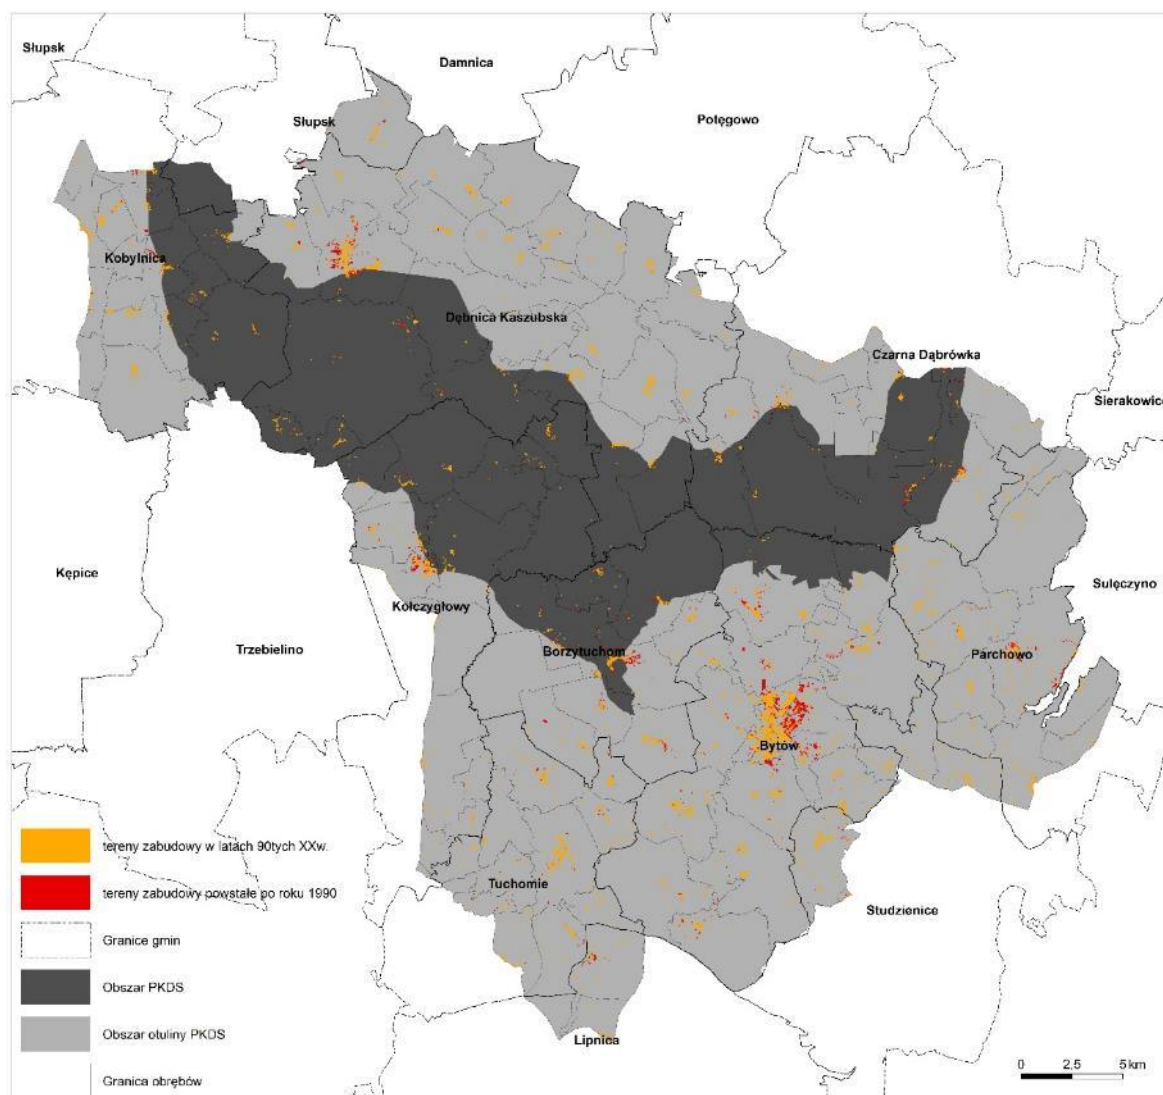 Słupsk
Damnica
Słupsk
Potęgowo
Kobylnica
Dębnica Kaszubska
Czarna Dąbrówka
Sierakowice
Kępice
Sulęczyno
Kołczygłowy
Trzebielino
Borzytuchom
Parchowo
Bytów
tereny zabudowy w latach 90tych XXw.
Tuchomie
tereny zabudowy powstałe po roku 1990
Studzienice
Granice gmin
Obszar PKDS
Obszar otuliny PKDS
Lipnica
0 2,5 5 km
Granica obrębów